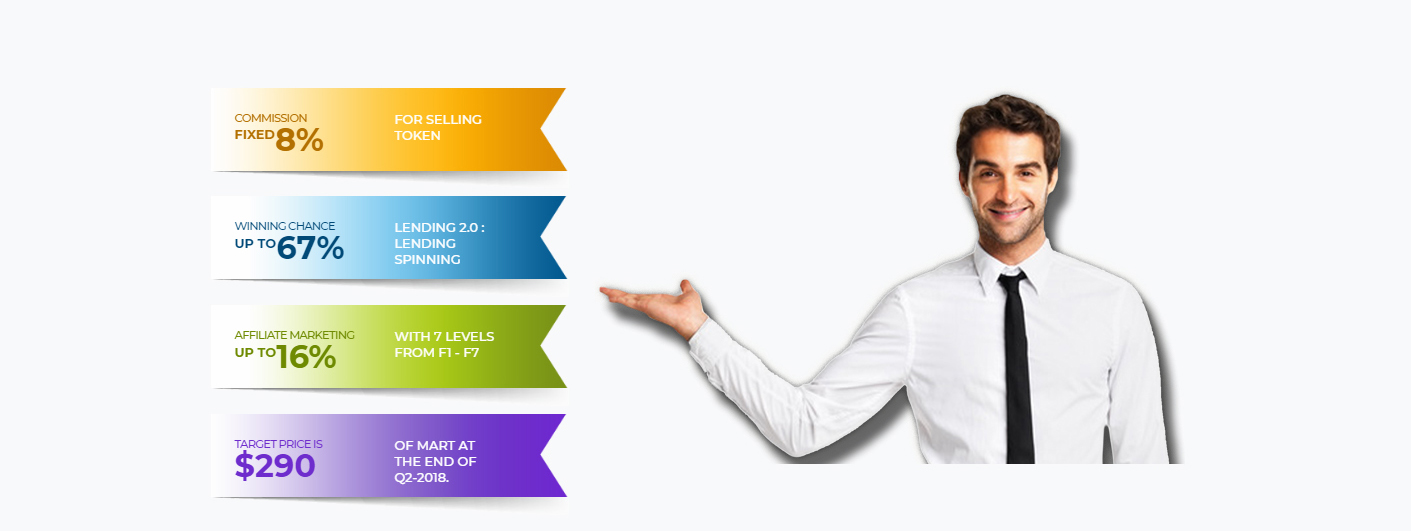 COMMISSION
FIXED 8%
FOR SELLING
TOKEN
WINNING CHANCE
UP TO 67%
LENDING 2.0 :
LENDING
SPINNING
AFFILIATE MARKETING
UP TO 16%
WITH 7 LEVELS
FROM F1 - F7
TARGET PRICE IS
$290
OF MART AT
THE END OF
Q2-2018.